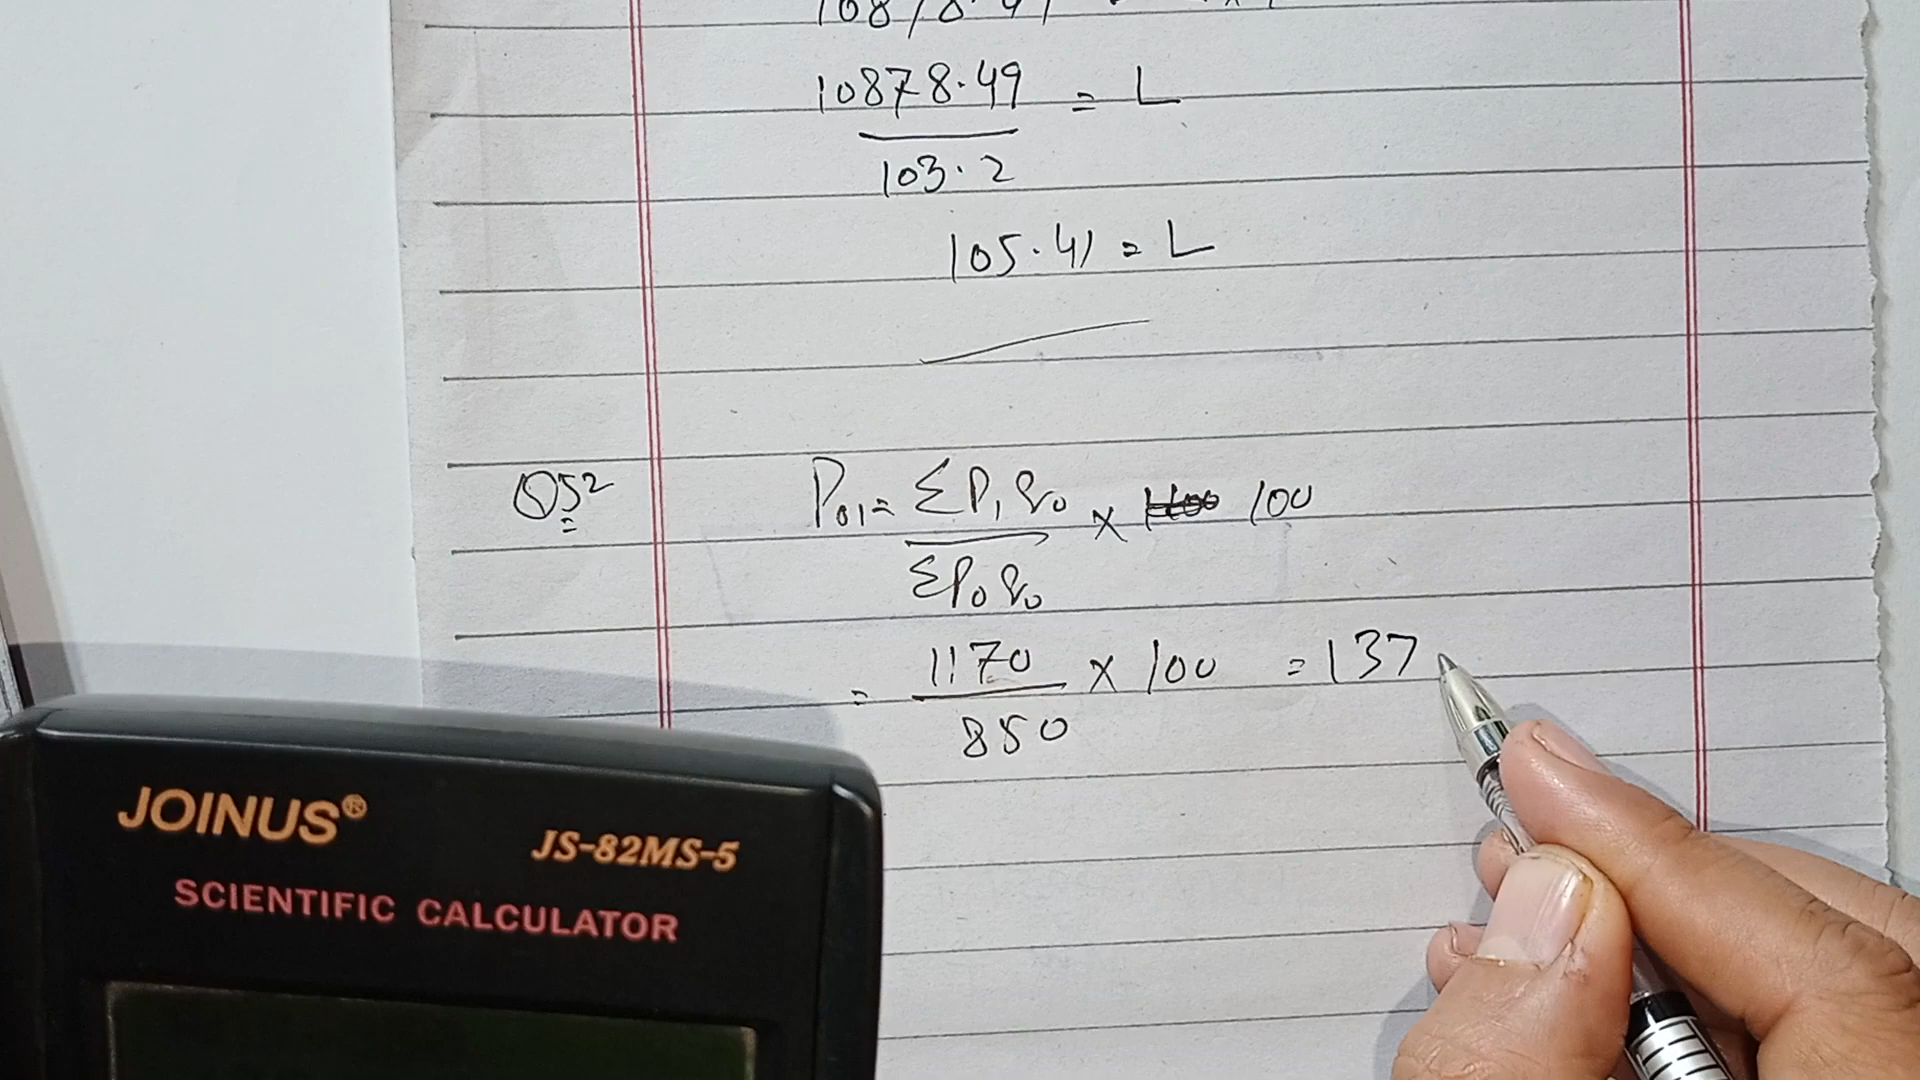 10878.49 = L
103.2
105.41 = L
Q5 P01 = ΣP1q0 × 100
ΣP0q0
= 1170 × 100 = 137
850
JOINUS®
JS-82MS-5
SCIENTIFIC CALCULATOR